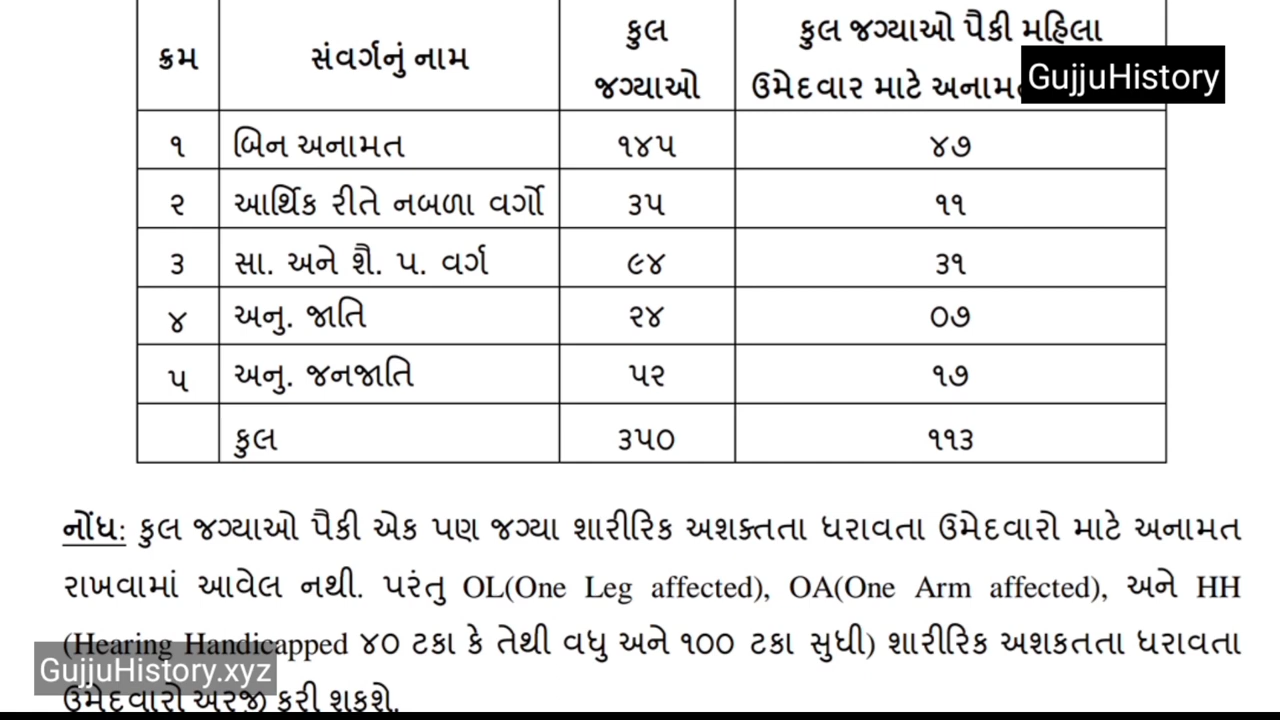 ક્રમ સંવર્ગનું નામ કુલ જગ્યાઓ કુલ જગ્યાઓ પૈકી મહિલા
ઉમેદવાર માટે
GujjuHistory
૧ બિન અનામત ૧૪૫ ૪૭
૨ આર્થિક રીતે નબળા વર્ગો ૩૫ ૧૧
૩ સા. અને શૈ. પ. વર્ગ ૯૪ ૩૧
૪ અનુ. જાતિ ૨૪ ૦૭
૫ અનુ. જનજાતિ ૫૨ ૧૭
કુલ ૩૫૦ ૧૧૩
નોંધ: કુલ જગ્યાઓ પૈકી એક પણ જગ્યા શારીરિક અશક્તતા ધરાવતા ઉમેદવારો માટે અનામત
રાખવામાં આવેલ નથી. પરંતુ OL(One Leg affected), OA(One Arm affected), અને HH
(Hearing Handicapped ૪૦ ટકા કે તેથી વધુ અને ૧૦૦ ટકા સુધી) શારીરિક અશકતતા ધરાવતા
GujjuHistory.xyz
ઉમેદવારો અરજી કરી શકશે.